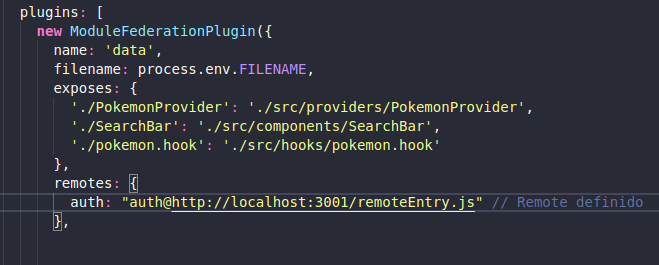 plugins: [
new ModuleFederationPlugin({
name: 'data',
filename: process.env.FILENAME,
exposes: {
'./PokemonProvider': './src/providers/PokemonProvider',
'./SearchBar': './src/components/SearchBar',
'./pokemon.hook': './src/hooks/pokemon.hook'
},
remotes: {
auth: "auth@http://localhost:3001/remoteEntry.js" // Remote definido
},